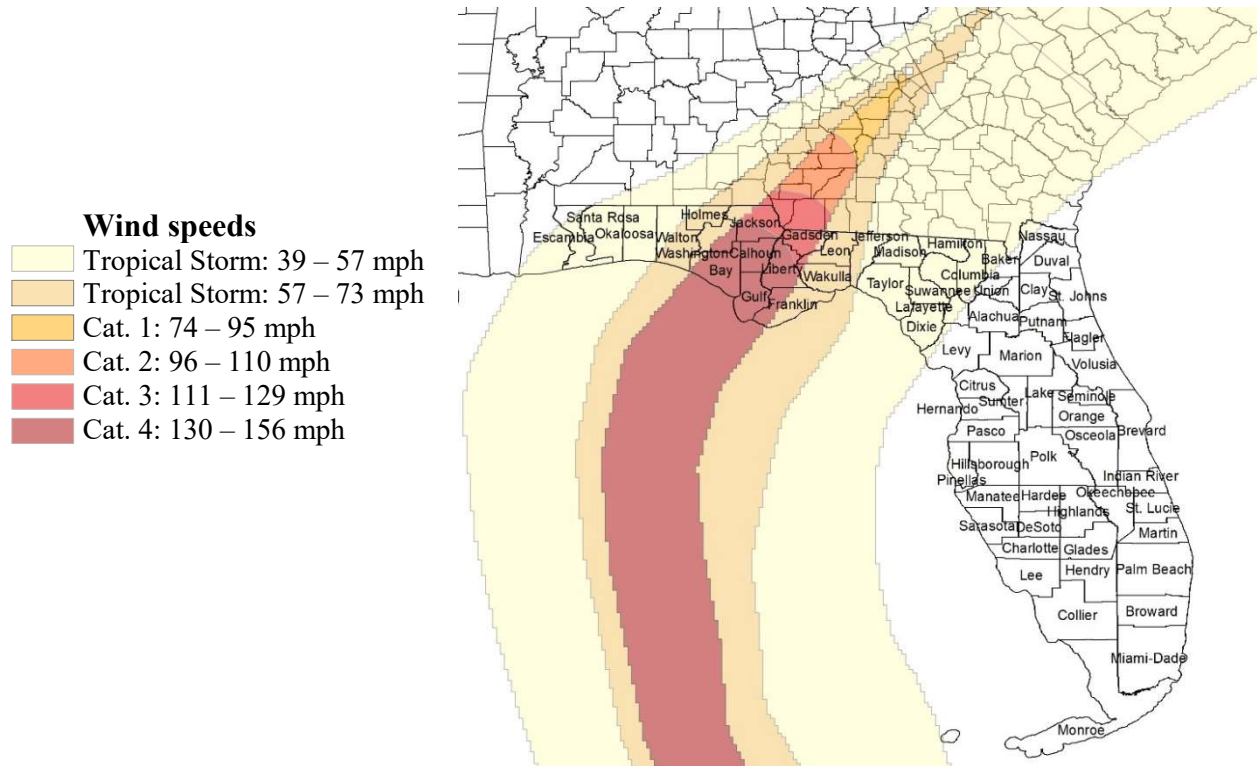 Wind speeds
Tropical Storm: 39 – 57 mph
Tropical Storm: 57 – 73 mph
Cat. 1: 74 – 95 mph
Cat. 2: 96 – 110 mph
Cat. 3: 111 – 129 mph
Cat. 4: 130 – 156 mph
Santa Rosa
Holmes
Jackson
Escambia
Okaloosa
Walton
Washington
Calhoun
Bay
Gadsden
Leon
Jefferson
Madison
Hamilton
Nassau
Baker
Duval
Liberty
Wakulla
Columbia
Taylor
Suwannee
Union
Clay
St. Johns
Gulf
Franklin
Lafayette
Alachua
Putnam
Dixie
Flagler
Levy
Marion
Volusia
Citrus
Lake
Sumter
Seminole
Hernando
Orange
Pasco
Osceola
Brevard
Polk
Hillsborough
Pinellas
Indian River
Manatee
Hardee
Okeechobee
Highlands
St. Lucie
Sarasota
DeSoto
Martin
Charlotte
Glades
Lee
Hendry
Palm Beach
Collier
Broward
Miami-Dade
Monroe